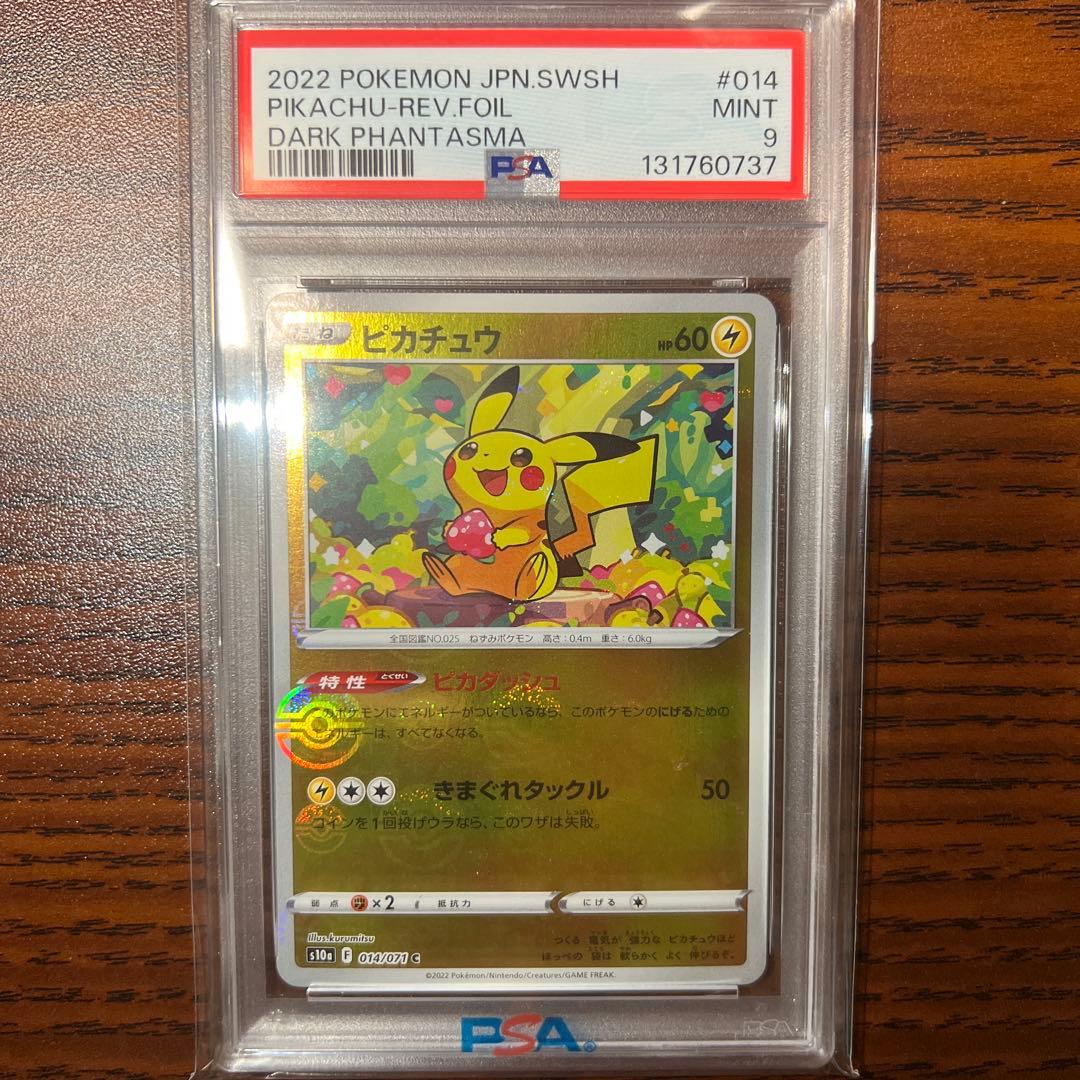 2022 POKEMON JPN.SWSH #014
PIKACHU-REV.FOIL MINT
DARK PHANTASMA 9
PSA 131760737
ピカチュウ HP60
全国図鑑NO.025 ねずみポケモン 高さ:0.4m 重さ:6.0kg
特性 とくせい ピカダッシュ
ポケモンにエネルギーがついているなら、このポケモンのにげるための
ルギーは、すべてなくなる。
きまぐれタックル 50
コインを1回投げウラなら、このワザは失敗。
弱点 ×2 抵抗力 にげる
Illus.kurumitsu
つくる 電気が 強力な ピカチュウほど
s10a F 014/071 C
ほっぺの 袋は 軟らかく よく 伸びるぞ。
©2022 Pokémon/Nintendo/Creatures/GAME FREAK.
PSA